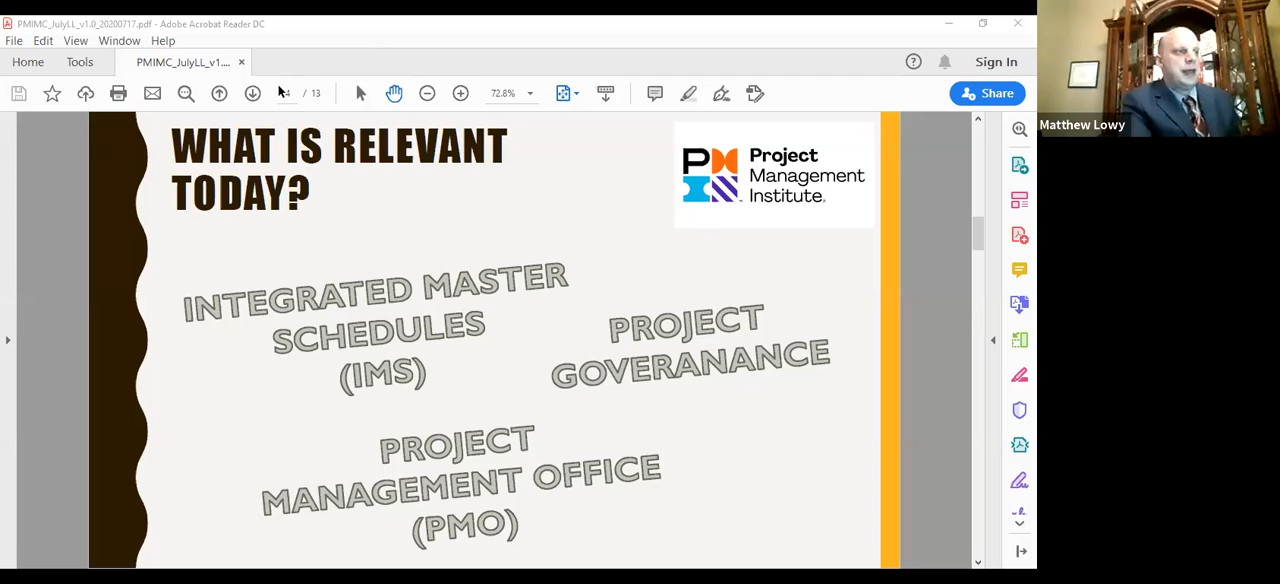 PMIMC_JulyLL_v1.0_20200717.pdf - Adobe Acrobat Reader DC
File Edit View Window Help
Home Tools PMIMC_JulyLL_v1.... × Sign In
4 / 13 72.8% Share
Matthew Lowy
WHAT IS RELEVANT
TODAY?
PM
Project
Management
Institute.
INTEGRATED MASTER
SCHEDULES
(IMS)
PROJECT
GOVERANANCE
PROJECT
MANAGEMENT OFFICE
(PMO)